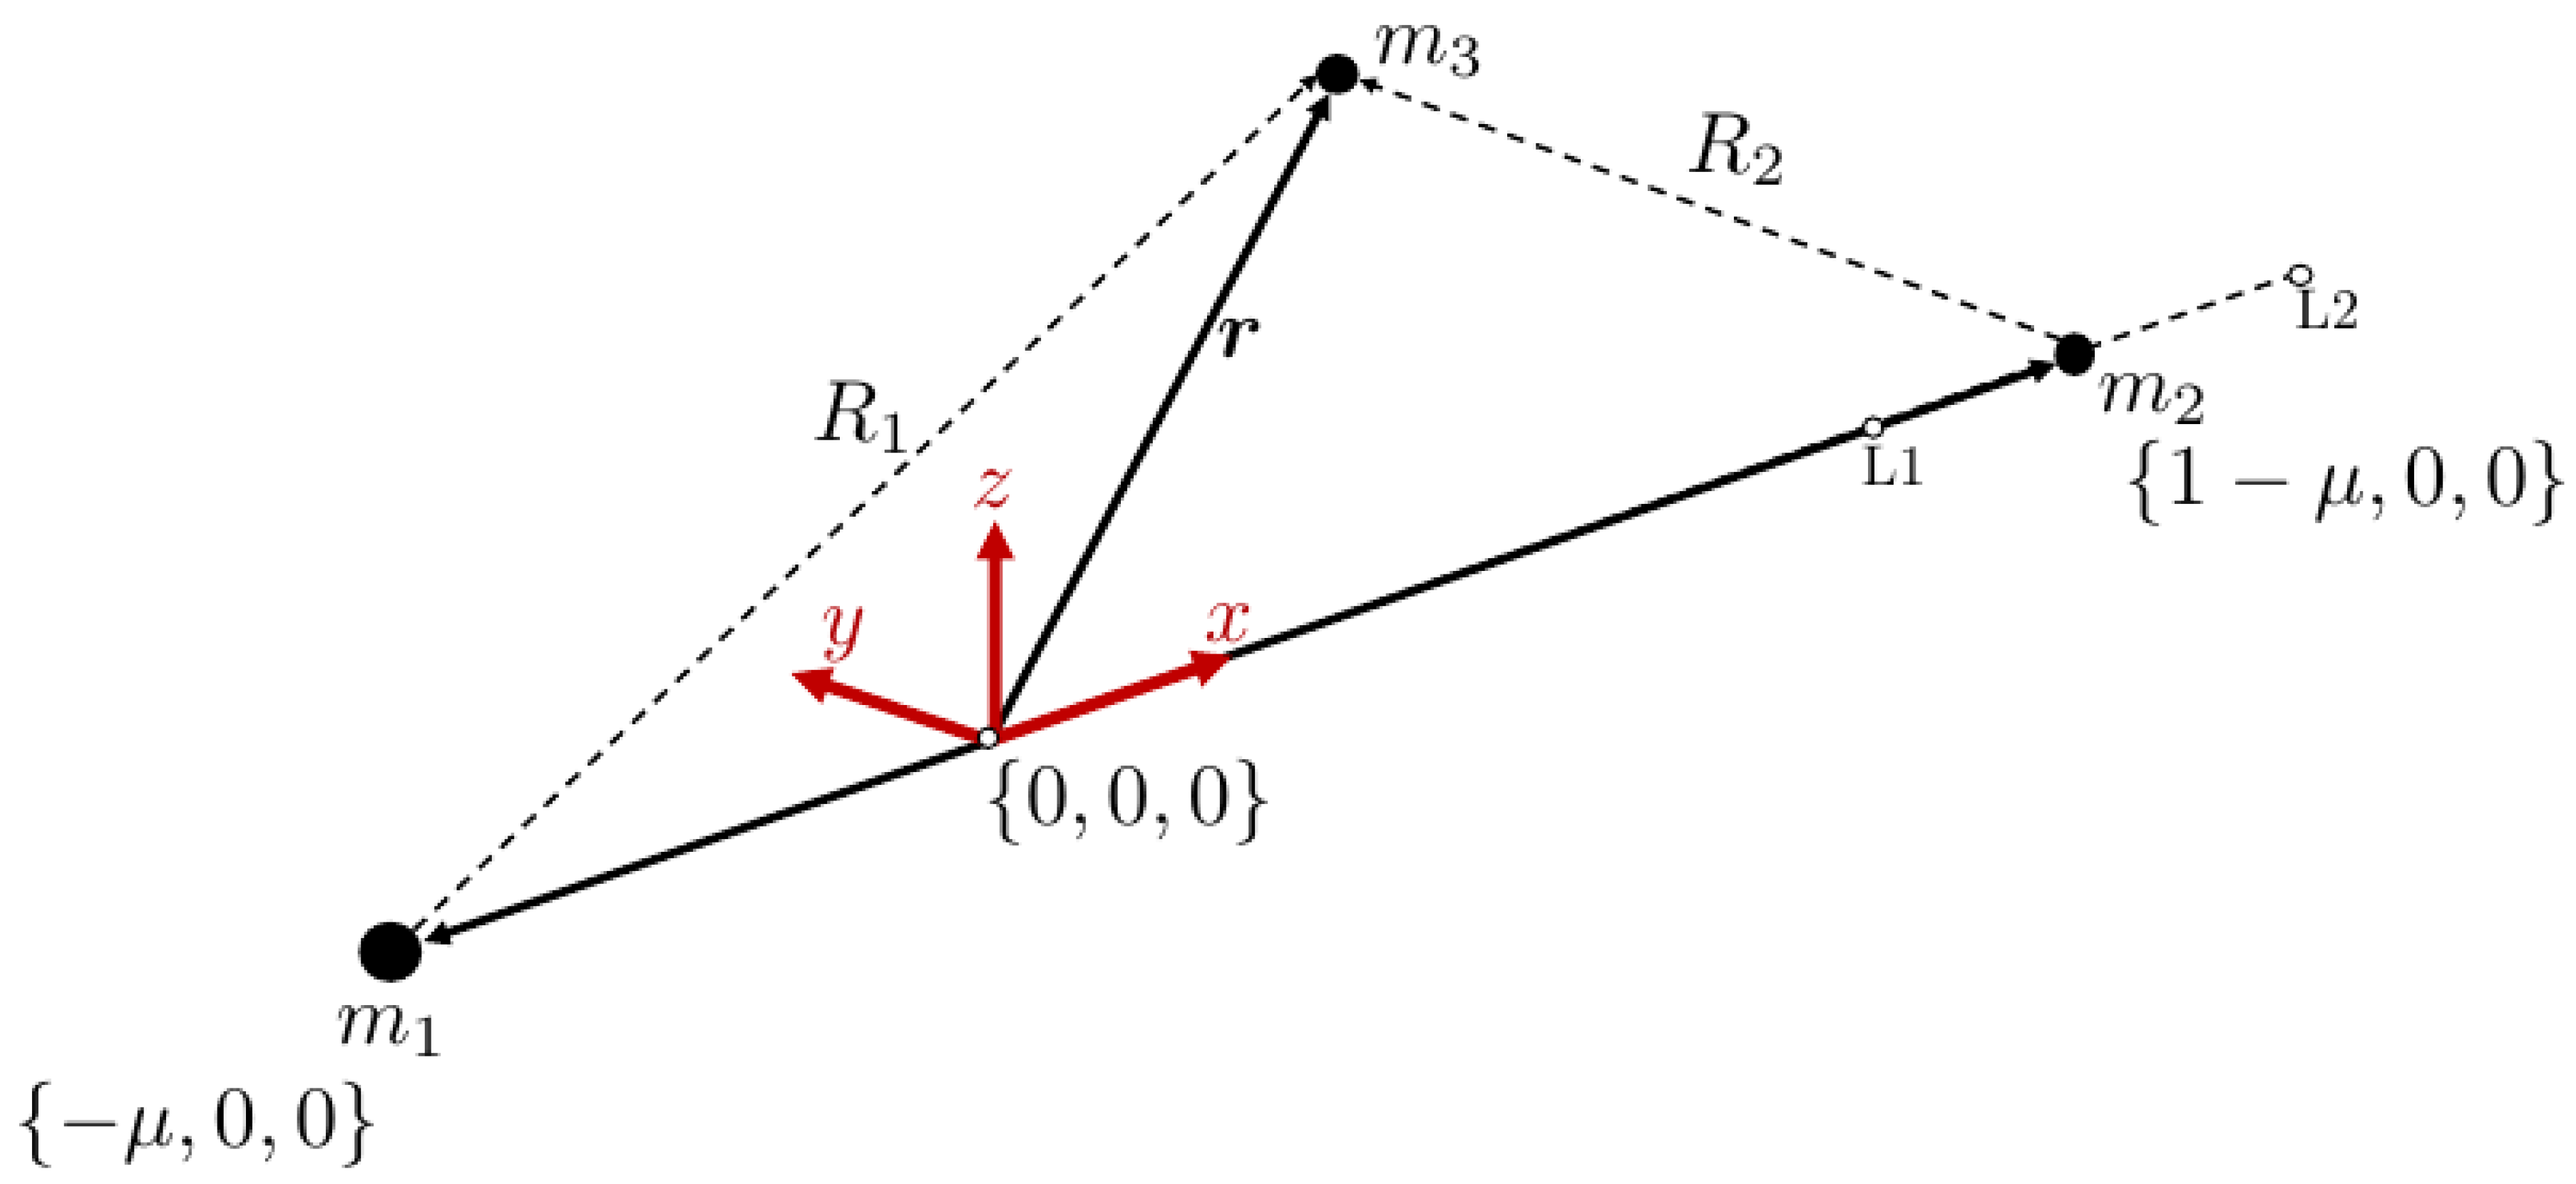 m₃
R₂
L2
r
m₂
R₁
L1
z
{1 − μ, 0, 0}
y
x
{0, 0, 0}
m₁
{−μ, 0, 0}